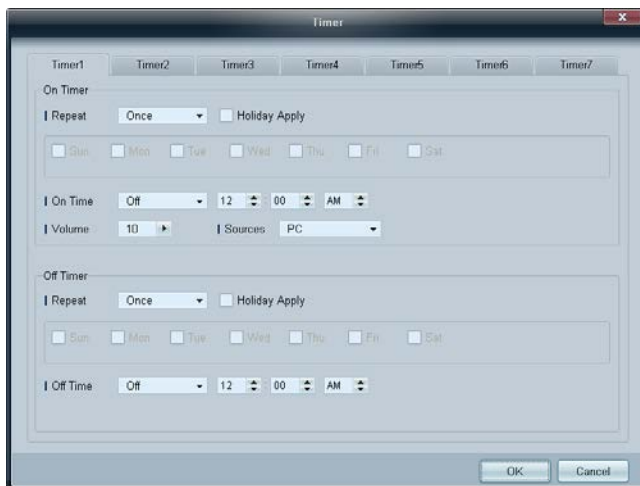 Timer
Timer1 Timer2 Timer3 Timer4 Timer5 Timer6 Timer7
On Timer
Repeat Once Holiday Apply
Sun Mon Tue Wed Thu Fri Sat
On Time Off 12 00 AM
Volume 10 Sources PC
Off Timer
Repeat Once Holiday Apply
Sun Mon Tue Wed Thu Fri Sat
Off Time Off 12 00 AM
OK Cancel